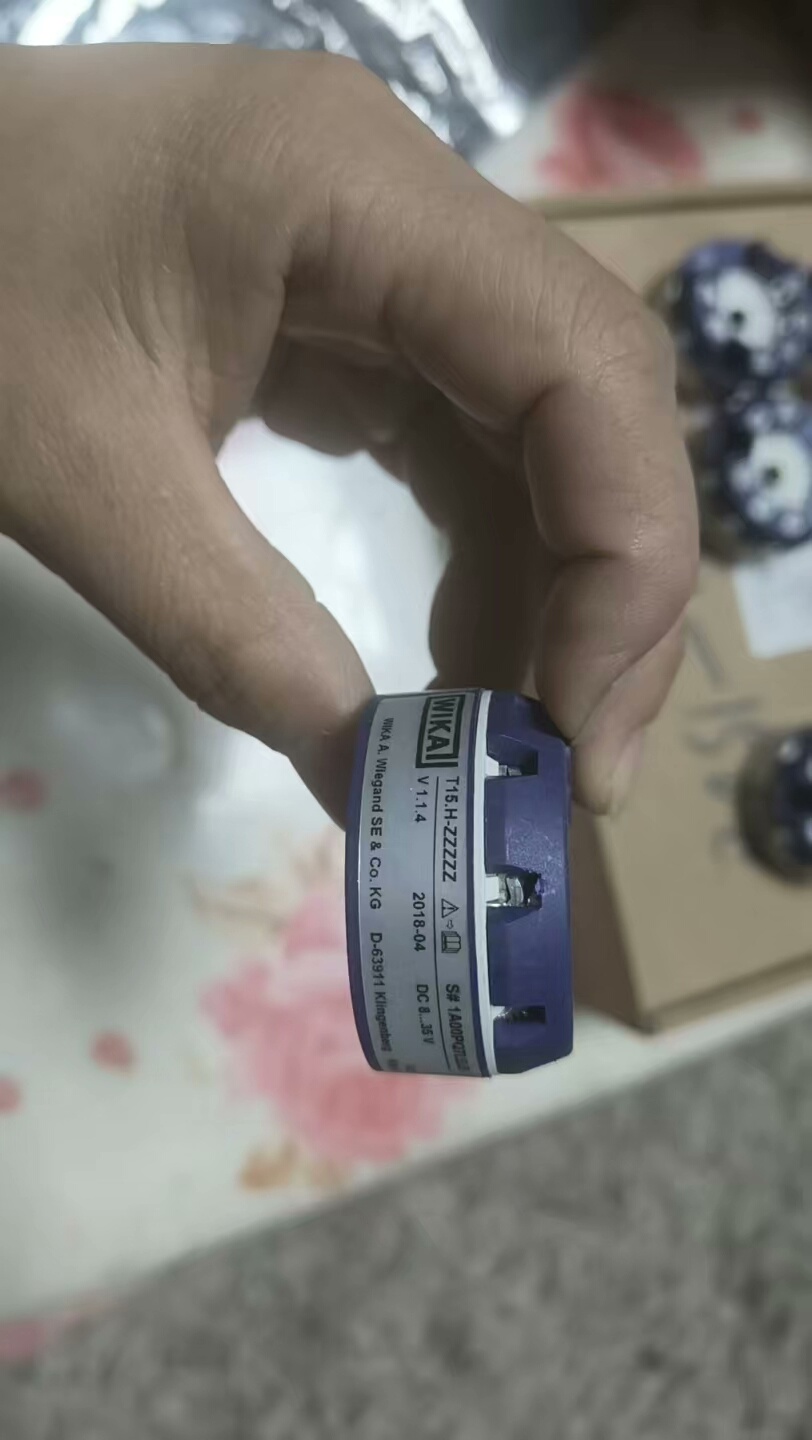 WIKA
T15.H-ZZZZZ S#
V 1.1.4 2018-04 DC 8...35 V
WIKA A. Wiegand SE & Co. KG D-63911 Klingenberg